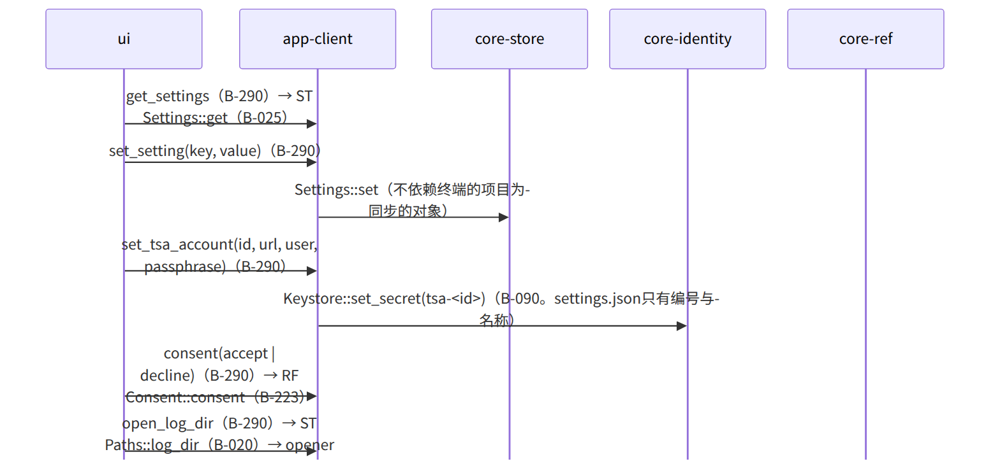 ui
app-client
core-store
core-identity
core-ref
get_settings（B-290）→ ST
Settings::get（B-025）
set_setting(key, value)（B-290）
Settings::set（不依赖终端的项目为-
同步的对象）
set_tsa_account(id, url, user,
passphrase)（B-290）
Keystore::set_secret(tsa-<id>)（B-090。settings.json只有编号与-
名称）
consent(accept |
decline)（B-290）→ RF
Consent::consent（B-223）
open_log_dir（B-290）→ ST
Paths::log_dir（B-020）→ opener